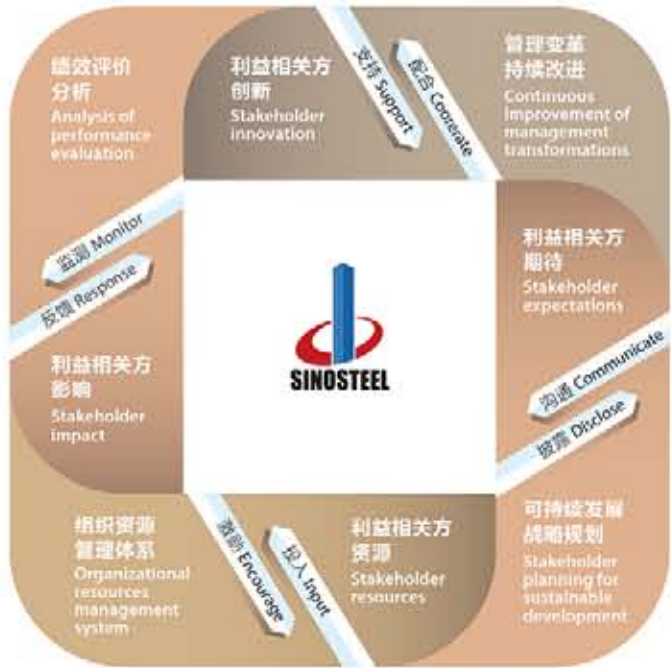 绩效评价
分析
Analysis of
performance
evaluation
利益相关方
创新
Stakeholder
innovation
支持 Support
配合 Coorerate
管理变革
持续改进
Continuous
Improvement of
management
transformations
监测 Monitor
反馈 Response
利益相关方
期待
Stakeholder
expectations
SINOSTEEL
利益相关方
影响
Stakeholder
impact
沟通 Communicate
披露 Disclose
组织资源
管理体系
Organizational
resources
management
system
激励 Encourage
投入 Input
利益相关方
资源
Stakeholder
resources
可持续发展
战略规划
Stakeholder
planning for
sustainable
development